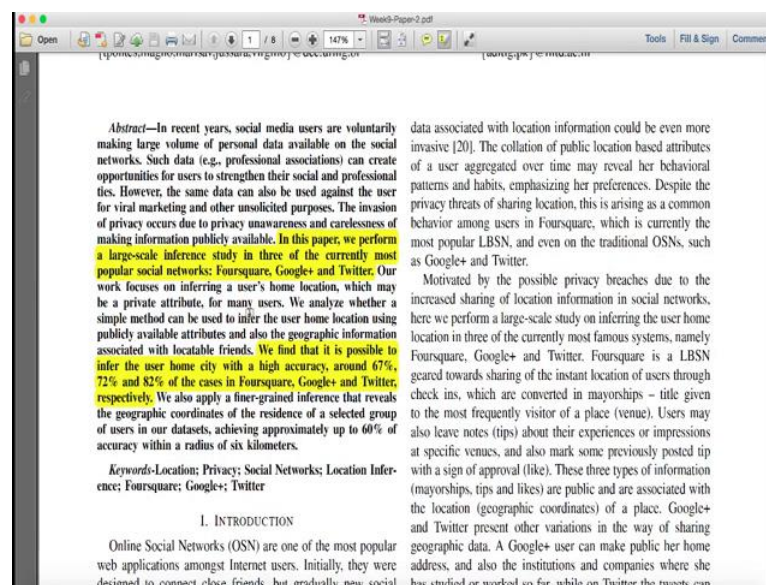 Week9-Paper-2.pdf
Open
1 / 8
147%
Tools Fill & Sign Commen
Abstract—In recent years, social media users are voluntarily
making large volume of personal data available on the social
networks. Such data (e.g., professional associations) can create
opportunities for users to strengthen their social and professional
ties. However, the same data can also be used against the user
for viral marketing and other unsolicited purposes. The invasion
of privacy occurs due to privacy unawareness and carelessness of
making information publicly available. In this paper, we perform
a large-scale inference study in three of the currently most
popular social networks: Foursquare, Google+ and Twitter. Our
work focuses on inferring a user's home location, which may
be a private attribute, for many users. We analyze whether a
simple method can be used to infer the user home location using
publicly available attributes and also the geographic information
associated with locatable friends. We find that it is possible to
infer the user home city with a high accuracy, around 67%,
72% and 82% of the cases in Foursquare, Google+ and Twitter,
respectively. We also apply a finer-grained inference that reveals
the geographic coordinates of the residence of a selected group
of users in our datasets, achieving approximately up to 60% of
accuracy within a radius of six kilometers.
Keywords-Location; Privacy; Social Networks; Location Infer-
ence; Foursquare; Google+; Twitter
I. INTRODUCTION
Online Social Networks (OSN) are one of the most popular
web applications amongst Internet users. Initially, they were
designed to connect close friends, but gradually new social
data associated with location information could be even more
invasive [20]. The collation of public location based attributes
of a user aggregated over time may reveal her behavioral
patterns and habits, emphasizing her preferences. Despite the
privacy threats of sharing location, this is arising as a common
behavior among users in Foursquare, which is currently the
most popular LBSN, and even on the traditional OSNs, such
as Google+ and Twitter.
Motivated by the possible privacy breaches due to the
increased sharing of location information in social networks,
here we perform a large-scale study on inferring the user home
location in three of the currently most famous systems, namely
Foursquare, Google+ and Twitter. Foursquare is a LBSN
geared towards sharing of the instant location of users through
check ins, which are converted in mayorships – title given
to the most frequently visitor of a place (venue). Users may
also leave notes (tips) about their experiences or impressions
at specific venues, and also mark some previously posted tip
with a sign of approval (like). These three types of information
(mayorships, tips and likes) are public and are associated with
the location (geographic coordinates) of a place. Google+
and Twitter present other variations in the way of sharing
geographic data. A Google+ user can make public her home
address, and also the institutions and companies where she
has studied or worked so far, while on Twitter the tweets can